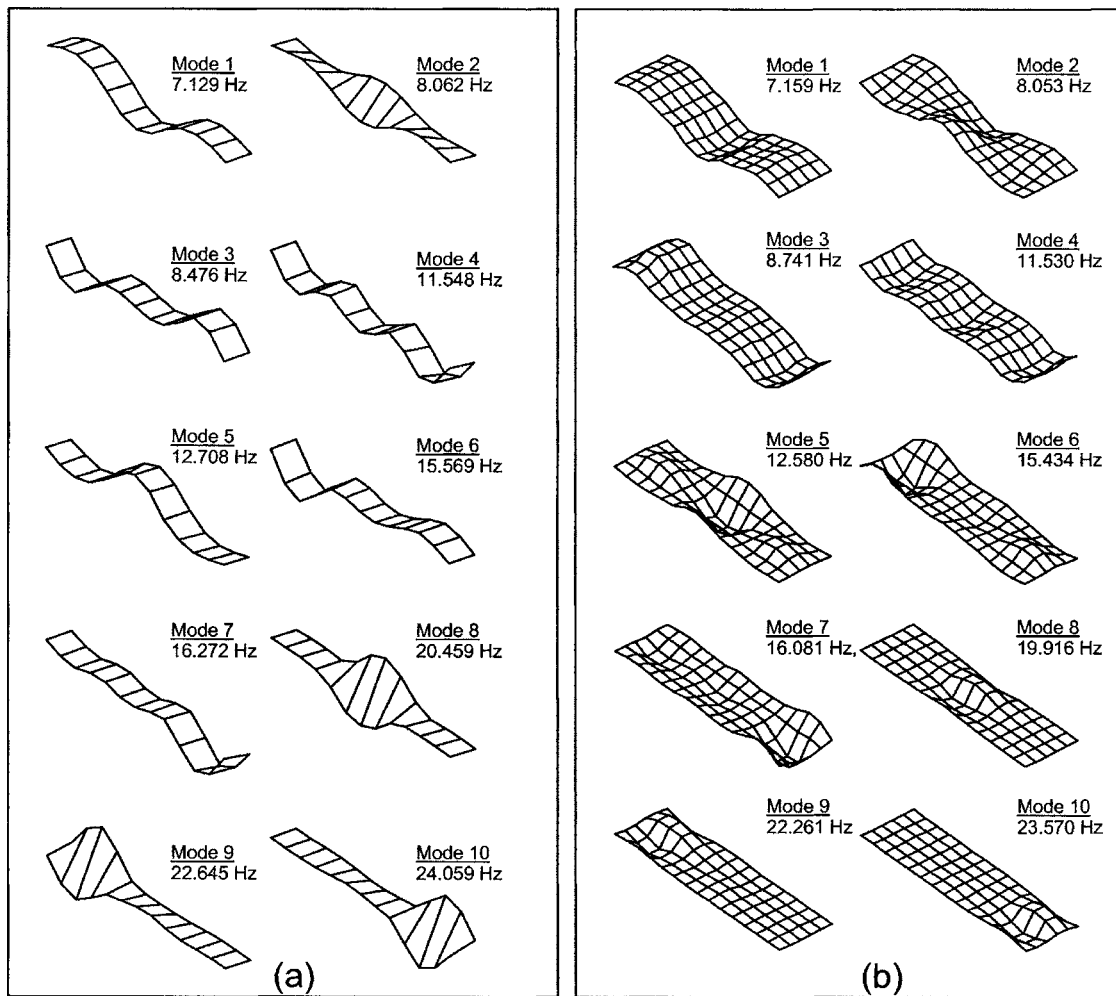 Mode 1
7.129 Hz
Mode 2
8.062 Hz
Mode 3
8.476 Hz
Mode 4
11.548 Hz
Mode 5
12.708 Hz
Mode 6
15.569 Hz
Mode 7
16.272 Hz
Mode 8
20.459 Hz
Mode 9
22.645 Hz
Mode 10
24.059 Hz
(a)
Mode 1
7.159 Hz
Mode 2
8.053 Hz
Mode 3
8.741 Hz
Mode 4
11.530 Hz
Mode 5
12.580 Hz
Mode 6
15.434 Hz
Mode 7
16.081 Hz,
Mode 8
19.916 Hz
Mode 9
22.261 Hz
Mode 10
23.570 Hz
(b)